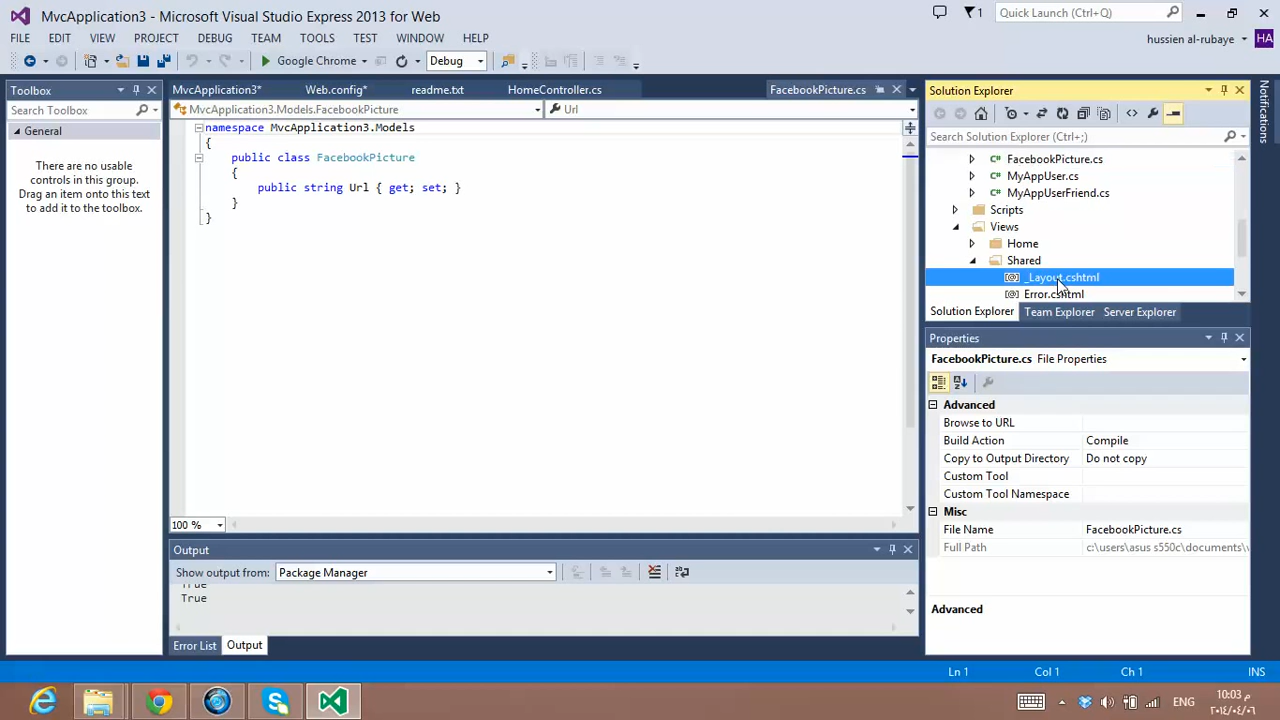 MvcApplication3 - Microsoft Visual Studio Express 2013 for Web
1
Quick Launch (Ctrl+Q)
FILE EDIT VIEW PROJECT DEBUG TEAM TOOLS TEST WINDOW HELP
hussien al-rubaye HA
Google Chrome Debug
Toolbox
MvcApplication3* Web.config* readme.txt HomeController.cs FacebookPicture.cs
Solution Explorer
Search Toolbox
MvcApplication3.Models.FacebookPicture Url
General
There are no usable
controls in this group.
Drag an item onto this text
to add it to the toolbox.
namespace MvcApplication3.Models
{
public class FacebookPicture
{
public string Url { get; set; }
}
}
100 %
Search Solution Explorer (Ctrl+;)
FacebookPicture.cs
MyAppUser.cs
MyAppUserFriend.cs
Scripts
Views
Home
Shared
_Layout.cshtml
Error.cshtml
Solution Explorer Team Explorer Server Explorer
Properties
FacebookPicture.cs File Properties
Advanced
Browse to URL
Build Action Compile
Copy to Output Directory Do not copy
Custom Tool
Custom Tool Namespace
Misc
File Name FacebookPicture.cs
Full Path c:\users\asus s550c\documents\
Advanced
Notifications
Output
Show output from: Package Manager
True
True
Error List Output
Ln 1 Col 1 Ch 1 INS
ENG
10:03 م
٢٠١٤/٠٤/٠٦